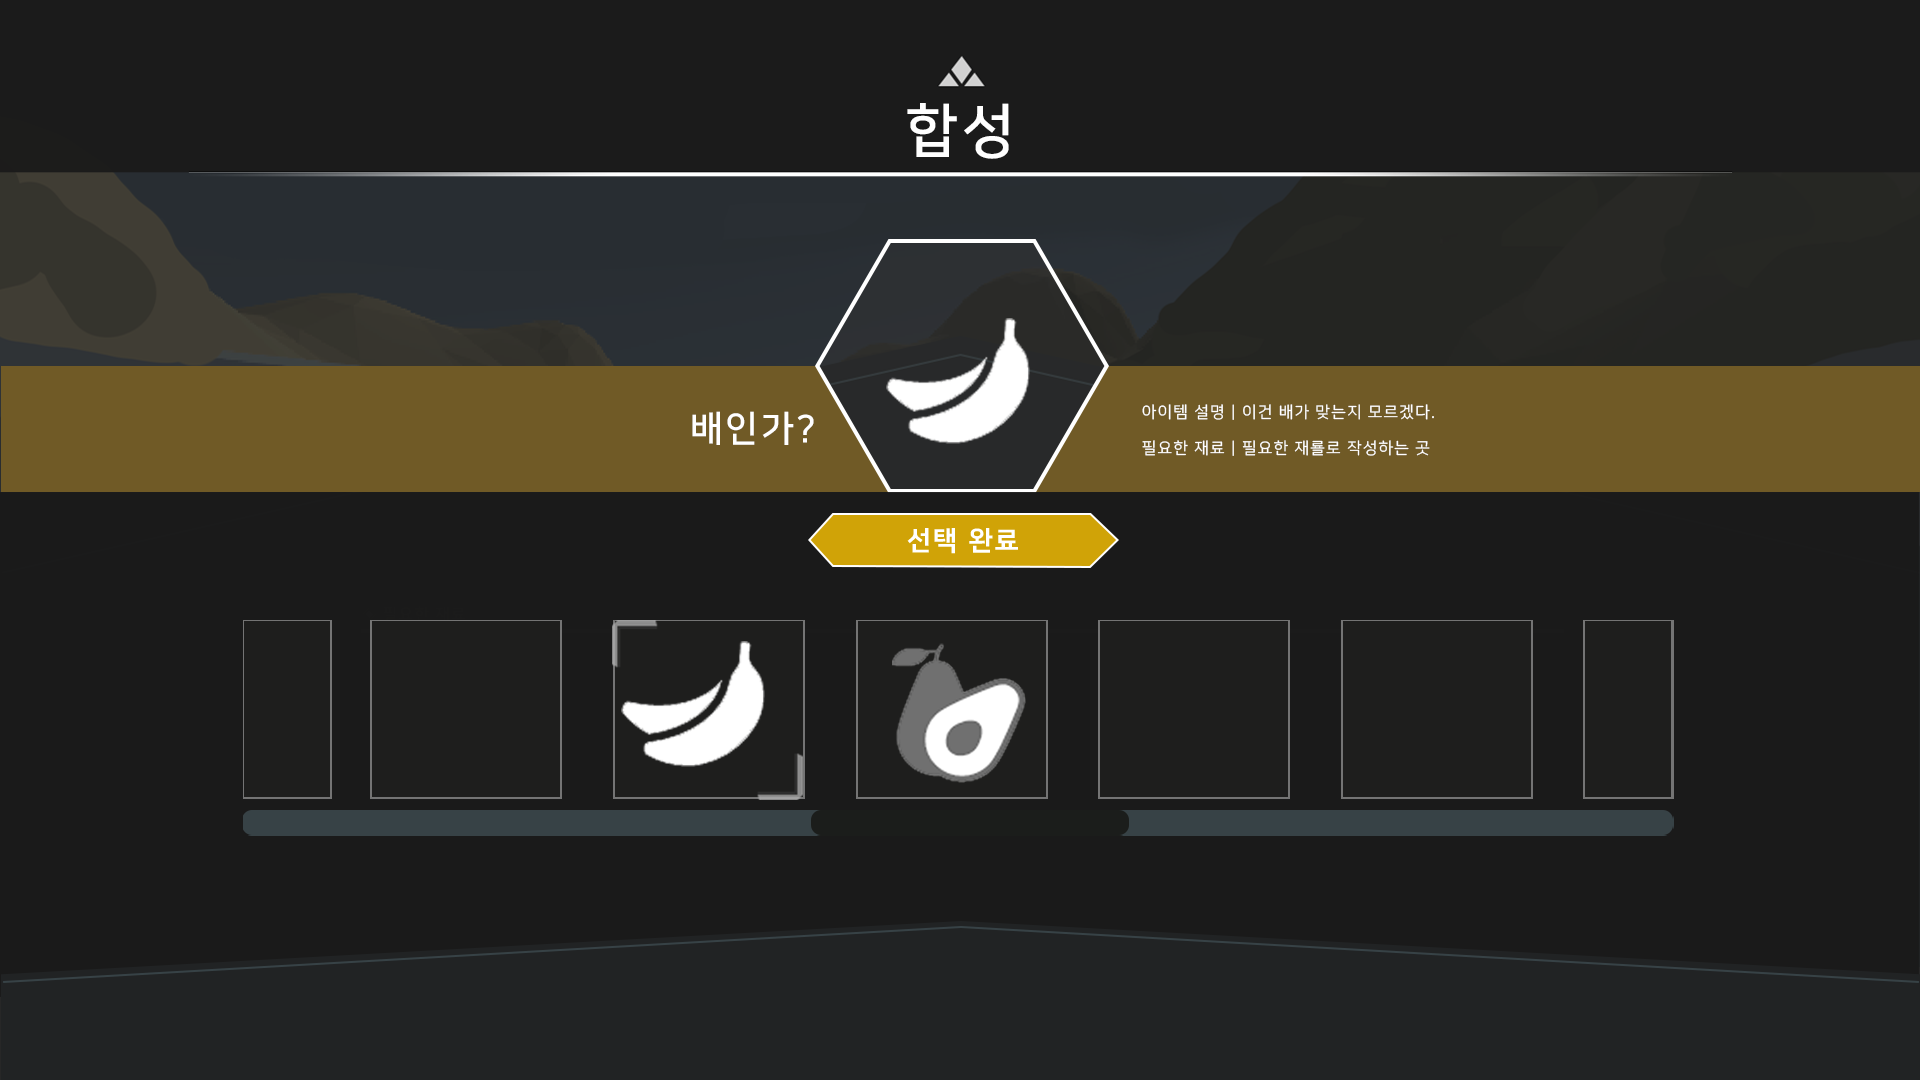 합성
배인가?
아이템 설명 | 이건 배가 맞는지 모르겠다.
필요한 재료 | 필요한 재룔로 작성하는 곳
선택 완료